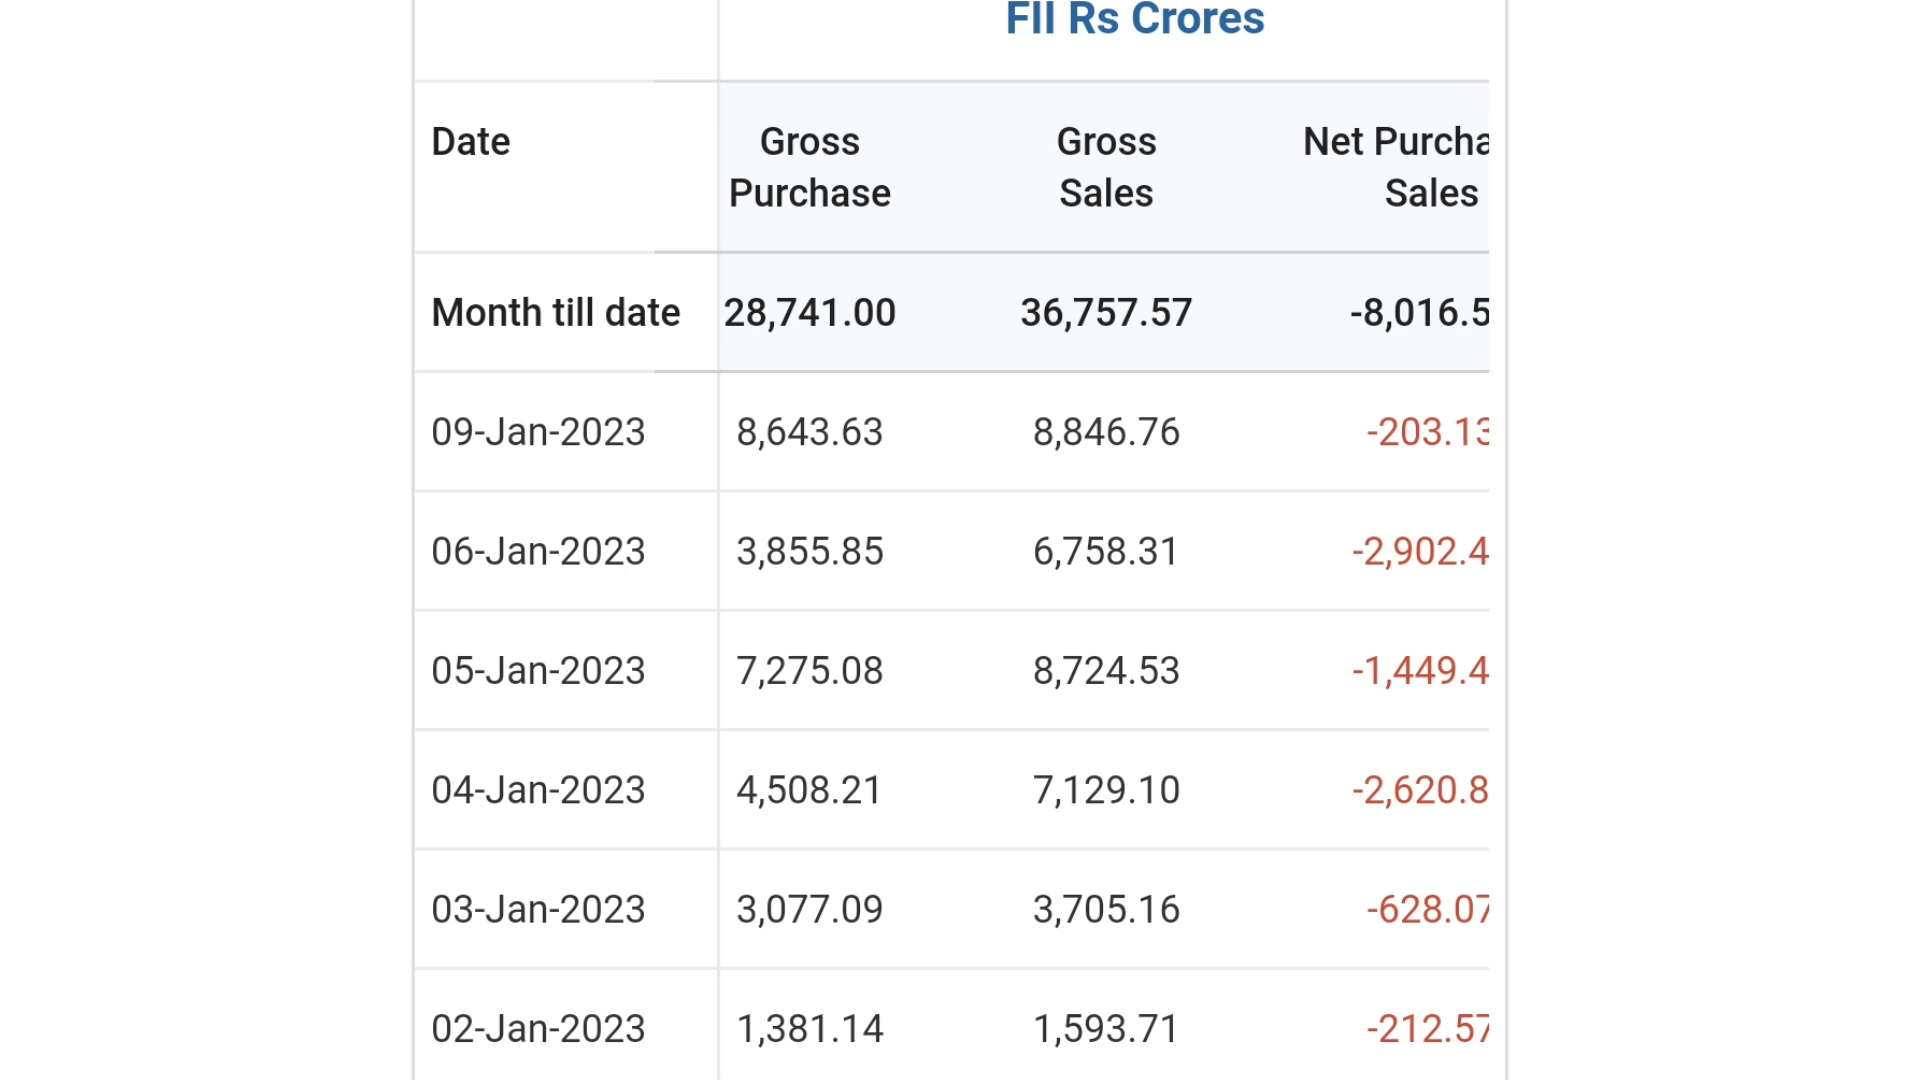 FII Rs Crores
Date Gross Purchase Gross Sales Net Purcha Sales
Month till date 28,741.00 36,757.57 -8,016.5
09-Jan-2023 8,643.63 8,846.76 -203.13
06-Jan-2023 3,855.85 6,758.31 -2,902.4
05-Jan-2023 7,275.08 8,724.53 -1,449.4
04-Jan-2023 4,508.21 7,129.10 -2,620.8
03-Jan-2023 3,077.09 3,705.16 -628.07
02-Jan-2023 1,381.14 1,593.71 -212.57